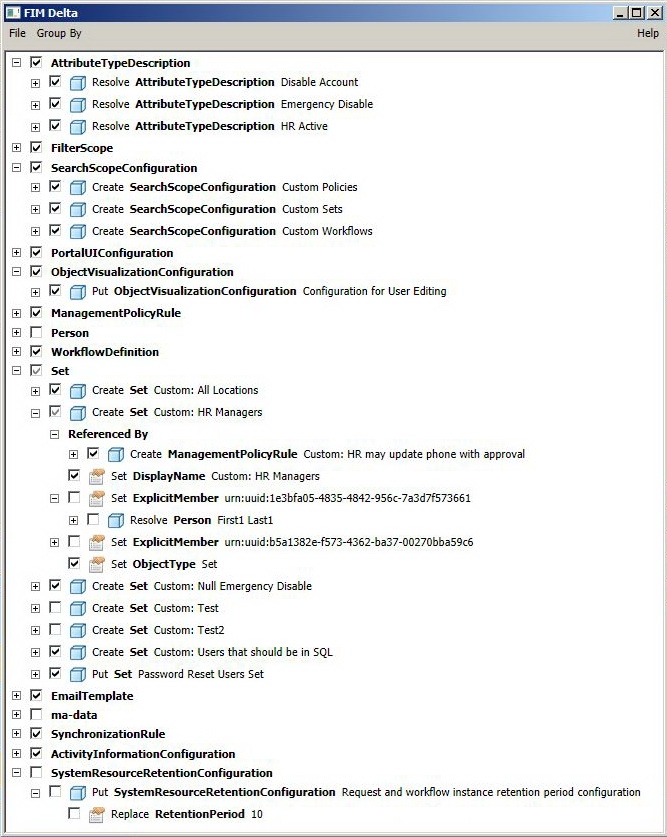 FIM Delta
File Group By Help
AttributeTypeDescription
Resolve AttributeTypeDescription Disable Account
Resolve AttributeTypeDescription Emergency Disable
Resolve AttributeTypeDescription HR Active
FilterScope
SearchScopeConfiguration
Create SearchScopeConfiguration Custom Policies
Create SearchScopeConfiguration Custom Sets
Create SearchScopeConfiguration Custom Workflows
PortalUIConfiguration
ObjectVisualizationConfiguration
Put ObjectVisualizationConfiguration Configuration for User Editing
ManagementPolicyRule
Person
WorkflowDefinition
Set
Create Set Custom: All Locations
Create Set Custom: HR Managers
Referenced By
Create ManagementPolicyRule Custom: HR may update phone with approval
Set DisplayName Custom: HR Managers
Set ExplicitMember urn:uuid:1e3bfa05-4835-4842-956c-7a3d7f573661
Resolve Person First1 Last1
Set ExplicitMember urn:uuid:b5a1382e-f573-4362-ba37-00270bba59c6
Set ObjectType Set
Create Set Custom: Null Emergency Disable
Create Set Custom: Test
Create Set Custom: Test2
Create Set Custom: Users that should be in SQL
Put Set Password Reset Users Set
EmailTemplate
ma-data
SynchronizationRule
ActivityInformationConfiguration
SystemResourceRetentionConfiguration
Put SystemResourceRetentionConfiguration Request and workflow instance retention period configuration
Replace RetentionPeriod 10